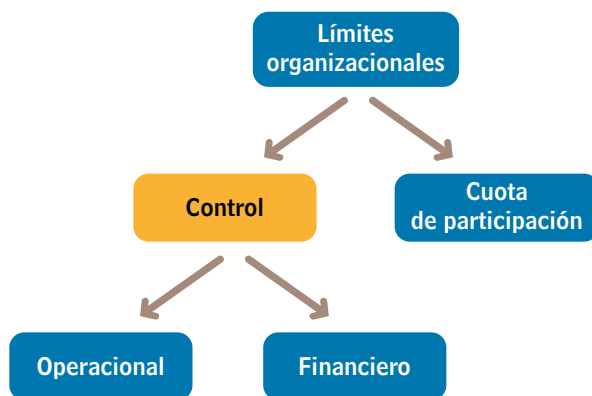 Límites
organizacionales
Control
Cuota
de participación
Operacional
Financiero